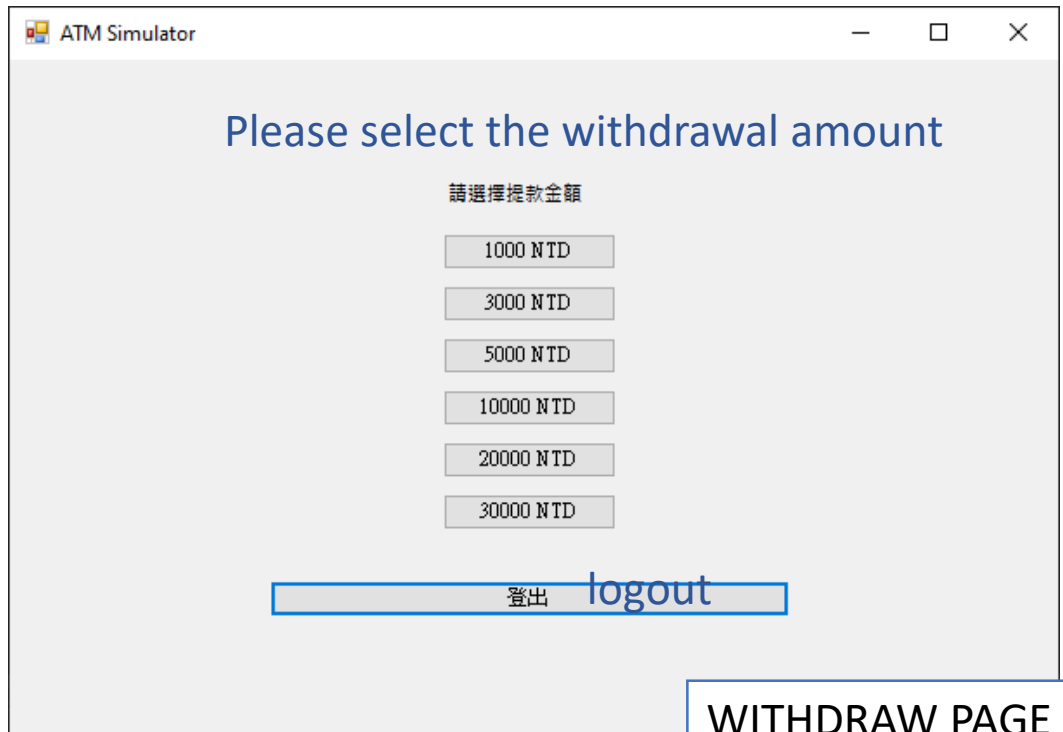 ATM Simulator
Please select the withdrawal amount
請選擇提款金額
1000 NTD
3000 NTD
5000 NTD
10000 NTD
20000 NTD
30000 NTD
登出 logout
WITHDRAW PAGE